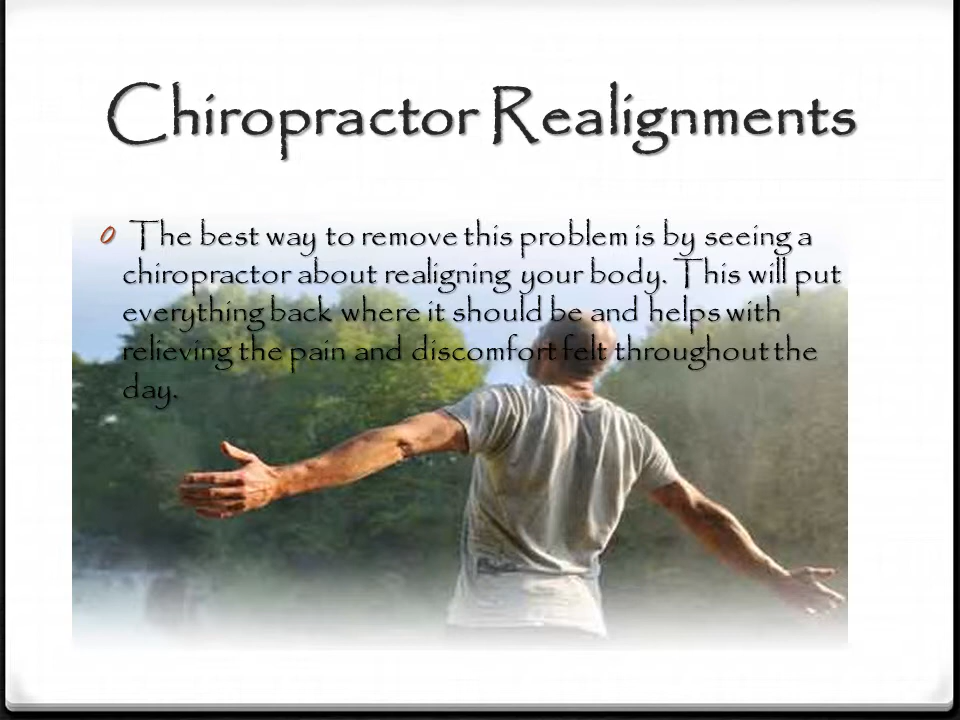 Chiropractor Realignments
0 The best way to remove this problem is by seeing a
chiropractor about realigning your body. This will put
everything back where it should be and helps with
relieving the pain and discomfort felt throughout the
day.